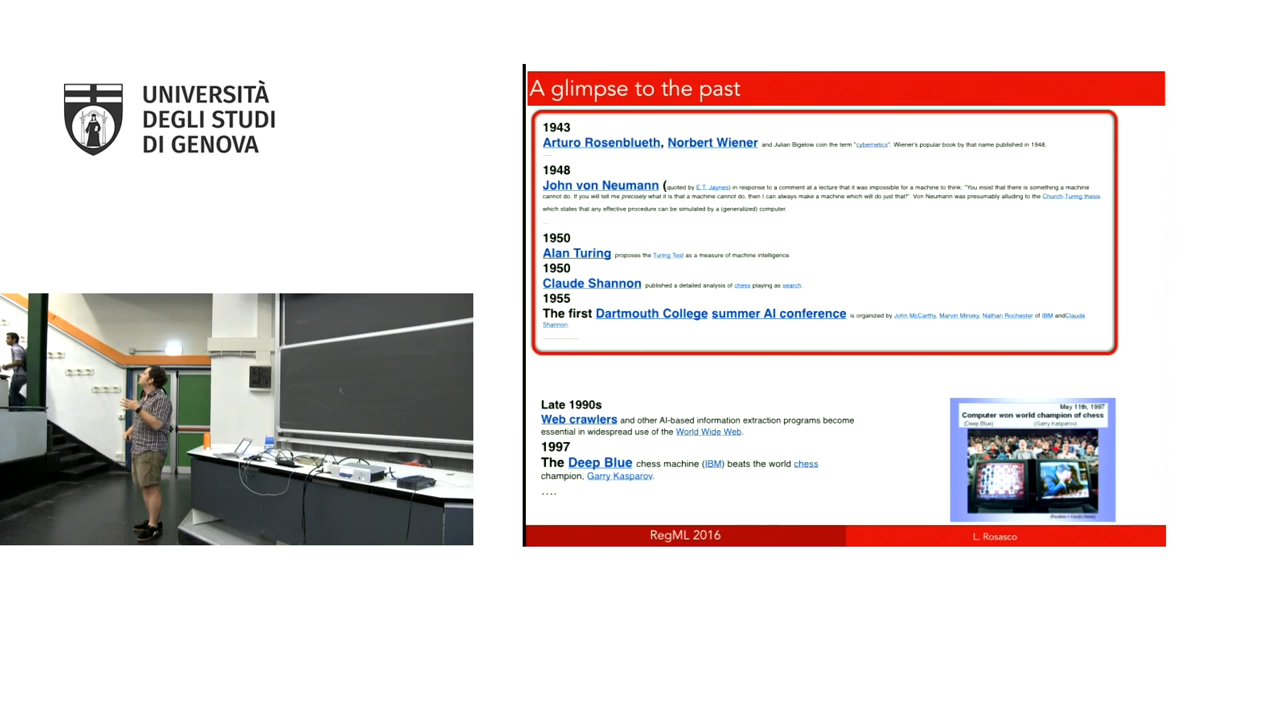 UNIVERSITÀ
DEGLI STUDI
DI GENOVA
A glimpse to the past
1943
Arturo Rosenblueth, Norbert Wiener and Julian Bigelow coin the term "cybernetics". Wiener's popular book by that name published in 1948.
1948
John von Neumann (quoted by E.T. Jaynes) in response to a comment at a lecture that it was impossible for a machine to think: "You insist that there is something a machine
cannot do. If you will tell me precisely what it is that a machine cannot do, then I can always make a machine which will do just that!". Von Neumann was presumably alluding to the Church-Turing thesis
which states that any effective procedure can be simulated by a (generalized) computer.
1950
Alan Turing proposes the Turing Test as a measure of machine intelligence.
1950
Claude Shannon published a detailed analysis of chess playing as search.
1955
The first Dartmouth College summer AI conference is organized by John McCarthy, Marvin Minsky, Nathan Rochester of IBM andClaude
Shannon.
Late 1990s
Web crawlers and other AI-based information extraction programs become
essential in widespread use of the World Wide Web.
1997
The Deep Blue chess machine (IBM) beats the world chess
champion, Garry Kasparov.
....
May 11th, 1997
Computer won world champion of chess
(Deep Blue) (Garry Kasparov)
RegML 2016
L. Rosasco